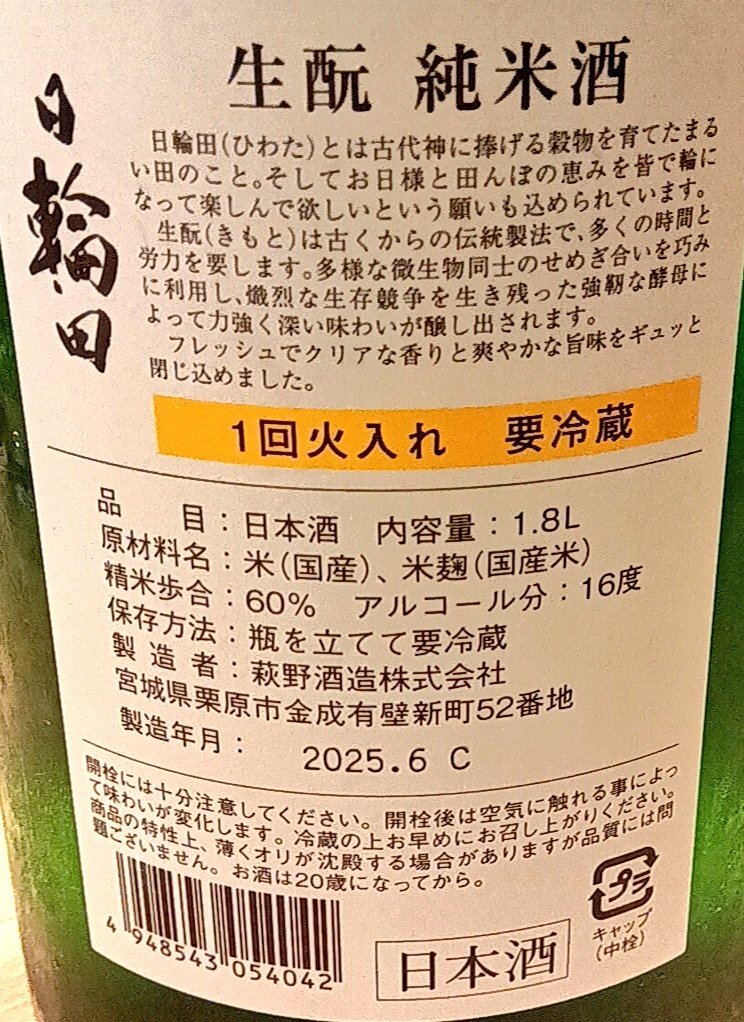 日輪田
生酛 純米酒
日輪田(ひわた)とは古代神に捧げる穀物を育てたまる
い田のこと。そしてお日様と田んぼの恵みを皆で輪に
なって楽しんで欲しいという願いも込められています。
生酛(きもと)は古くからの伝統製法で、多くの時間と
労力を要します。多様な微生物同士のせめぎ合いを巧み
に利用し、熾烈な生存競争を生き残った強靭な酵母に
よって力強く深い味わいが醸し出されます。
フレッシュでクリアな香りと爽やかな旨味をギュッと
閉じ込めました。
1回火入れ 要冷蔵
品 目：日本酒 内容量：1.8L
原材料名：米(国産)、米麹(国産米)
精米歩合：60% アルコール分：16度
保存方法：瓶を立てて要冷蔵
製造者：萩野酒造株式会社
宮城県栗原市金成有壁新町52番地
製造年月： 2025.6 C
開栓には十分注意してください。開栓後は空気に触れる事によっ
て味わいが変化します。冷蔵の上お早めにお召し上がりください。
商品の特性上、薄くオリが沈殿する場合がありますが品質には問
題ございません。お酒は20歳になってから。
4 948543 054042
日本酒
プラ
キャップ
(中栓)